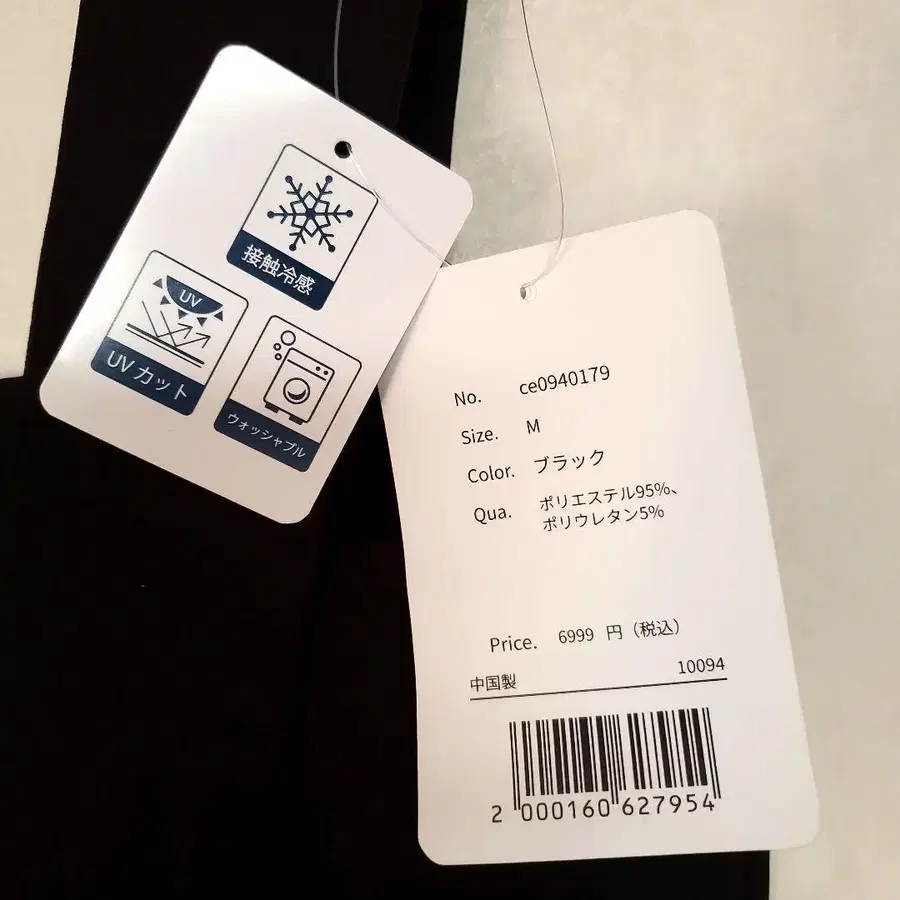 接触冷感
UV
UVカット
ウォッシャブル
No. ce0940179
Size. M
Color. ブラック
Qua. ポリエステル95%、
ポリウレタン5%
Price. 6999 円（税込）
中国製 10094
2 000160 627954